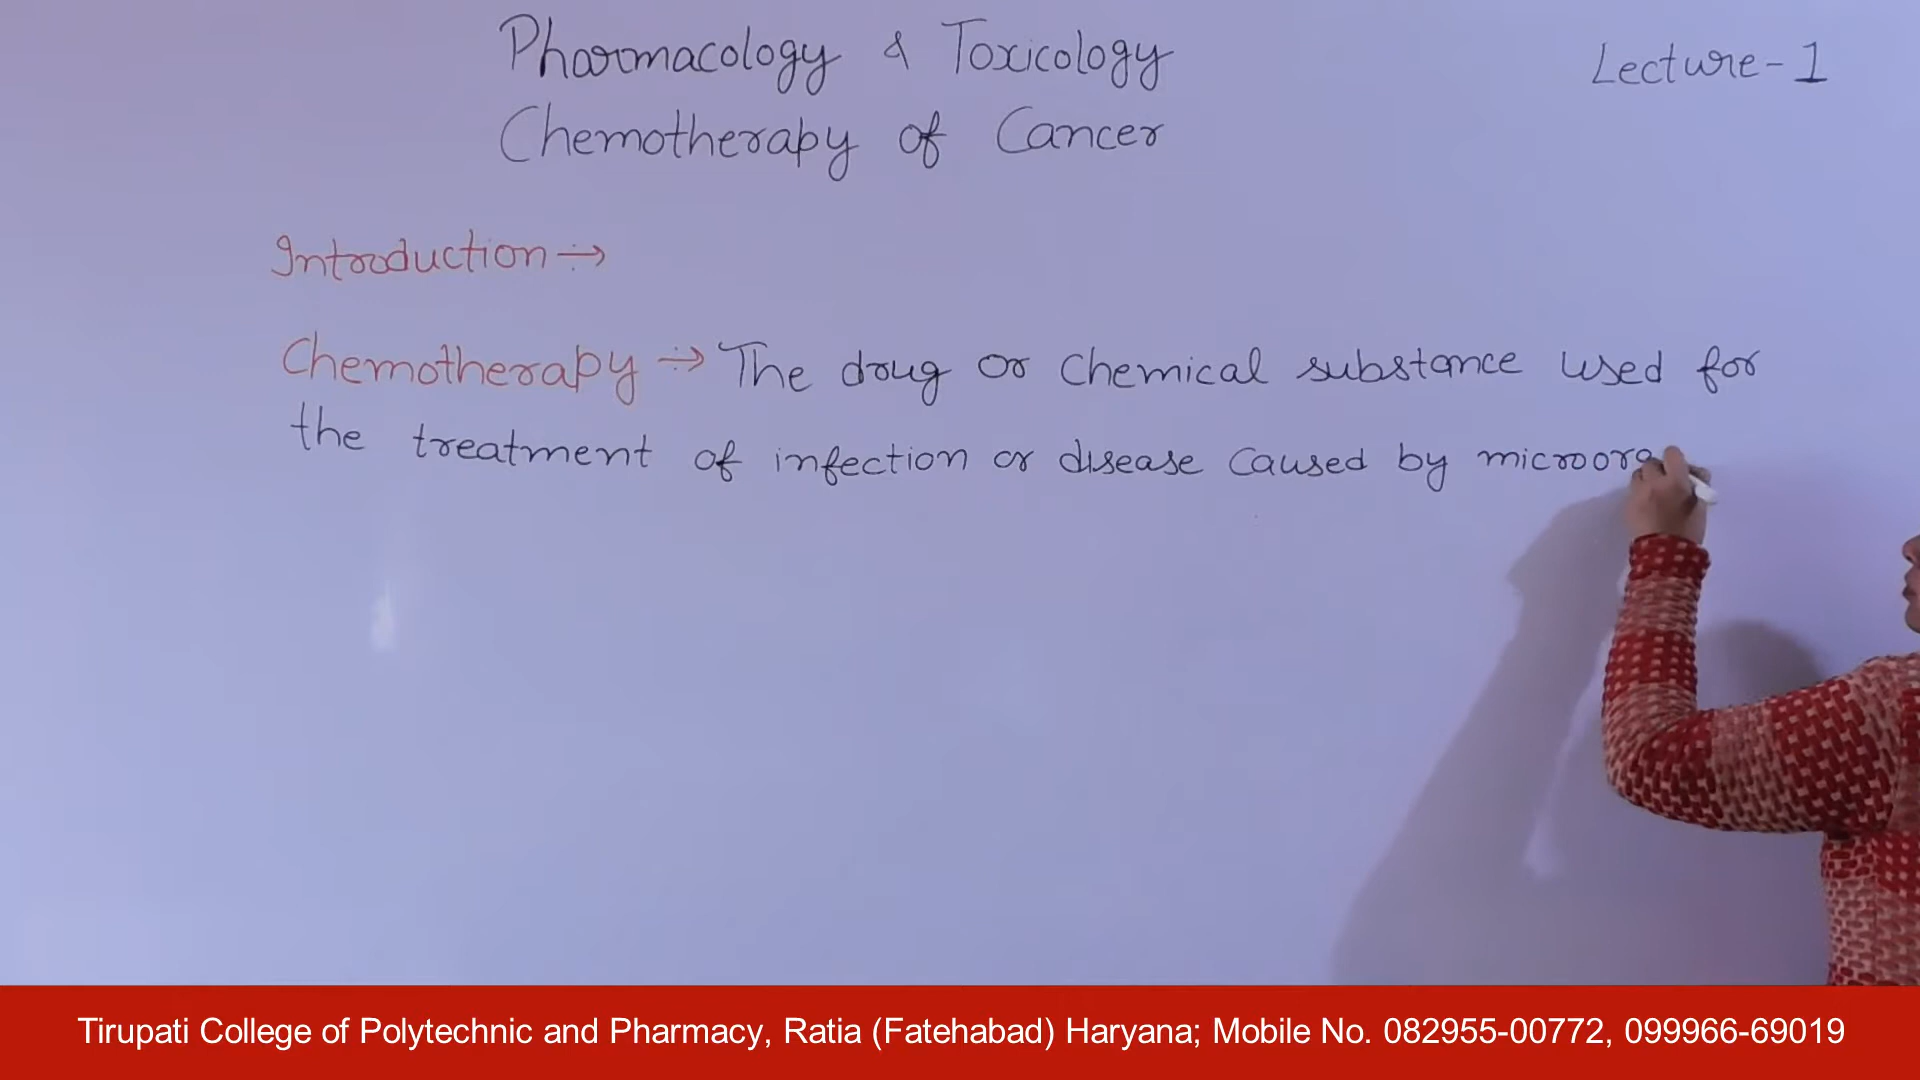 Pharmacology & Toxicology
Lecture-1
Chemotherapy of Cancer
Introduction →
Chemotherapy → The drug or Chemical substance used for
the treatment of infection or disease caused by
Tirupati College of Polytechnic and Pharmacy, Ratia (Fatehabad) Haryana; Mobile No. 082955-00772, 099966-69019